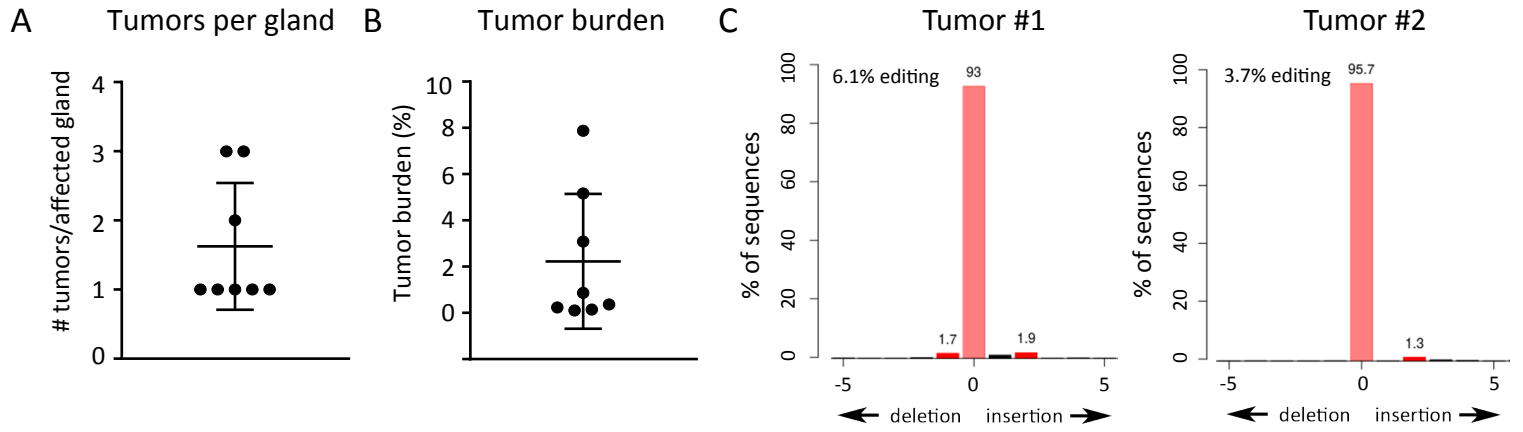 A
Tumors per gland
# tumors/affected gland
4
3
2
1
0
B
Tumor burden
Tumor burden (%)
10
8
6
4
2
0
C
Tumor #1
% of sequences
100
80
60
40
20
0
6.1% editing
93
1.7
1.9
-5
0
5
deletion
insertion
Tumor #2
% of sequences
100
80
60
40
20
0
3.7% editing
95.7
1.3
-5
0
5
deletion
insertion